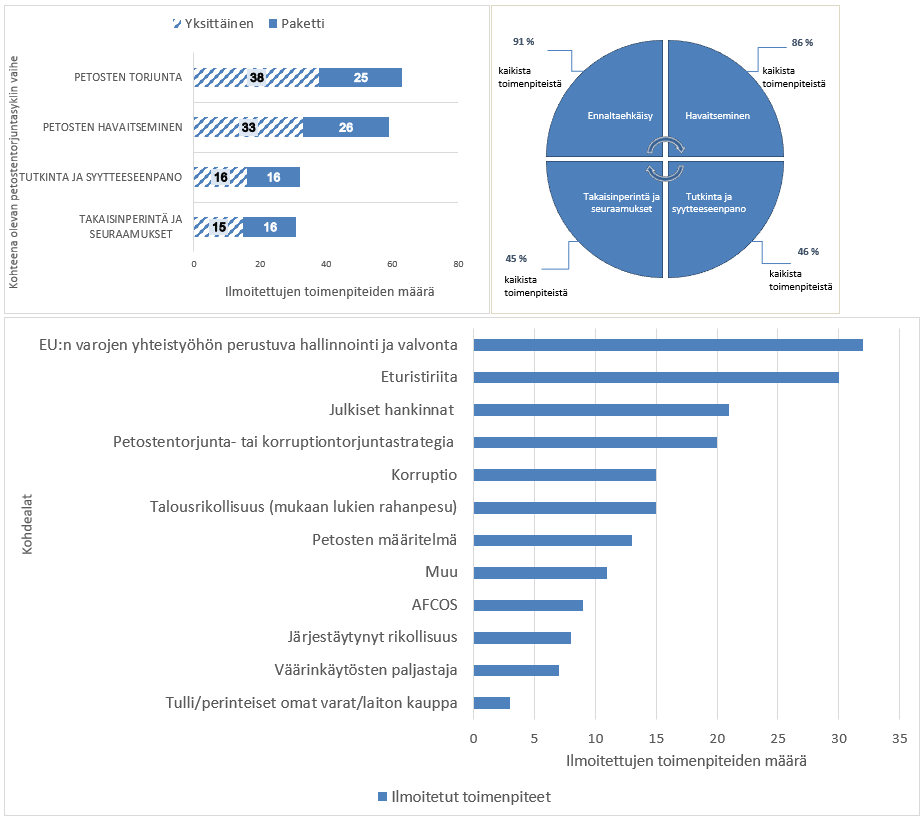 Yksittäinen Paketti
Kohteena olevan petostentorjuntasyklin vaihe
PETOSTEN TORJUNTA 38 25
PETOSTEN HAVAITSEMINEN 33 26
TUTKINTA JA SYYTTEESEENPANO 16 16
TAKAISINPERINTÄ JA
SEURAAMUKSET 15 16
0 20 40 60 80
Ilmoitettujen toimenpiteiden määrä
91 %
kaikista
toimenpiteistä
86 %
kaikista
toimenpiteistä
Ennaltaehkäisy
Havaitseminen
Takaisinperintä ja
seuraamukset
Tutkinta ja
syytteeseenpano
45 %
kaikista
toimenpiteistä
46 %
kaikista
toimenpiteistä
Kohdealat
EU:n varojen yhteistyöhön perustuva hallinnointi ja valvonta
Eturistiriita
Julkiset hankinnat
Petostentorjunta- tai korruptiontorjuntastrategia
Korruptio
Talousrikollisuus (mukaan lukien rahanpesu)
Petosten määritelmä
Muu
AFCOS
Järjestäytynyt rikollisuus
Väärinkäytösten paljastaja
Tulli/perinteiset omat varat/laiton kauppa
0 5 10 15 20 25 30 35
Ilmoitettujen toimenpiteiden määrä
Ilmoitetut toimenpiteet